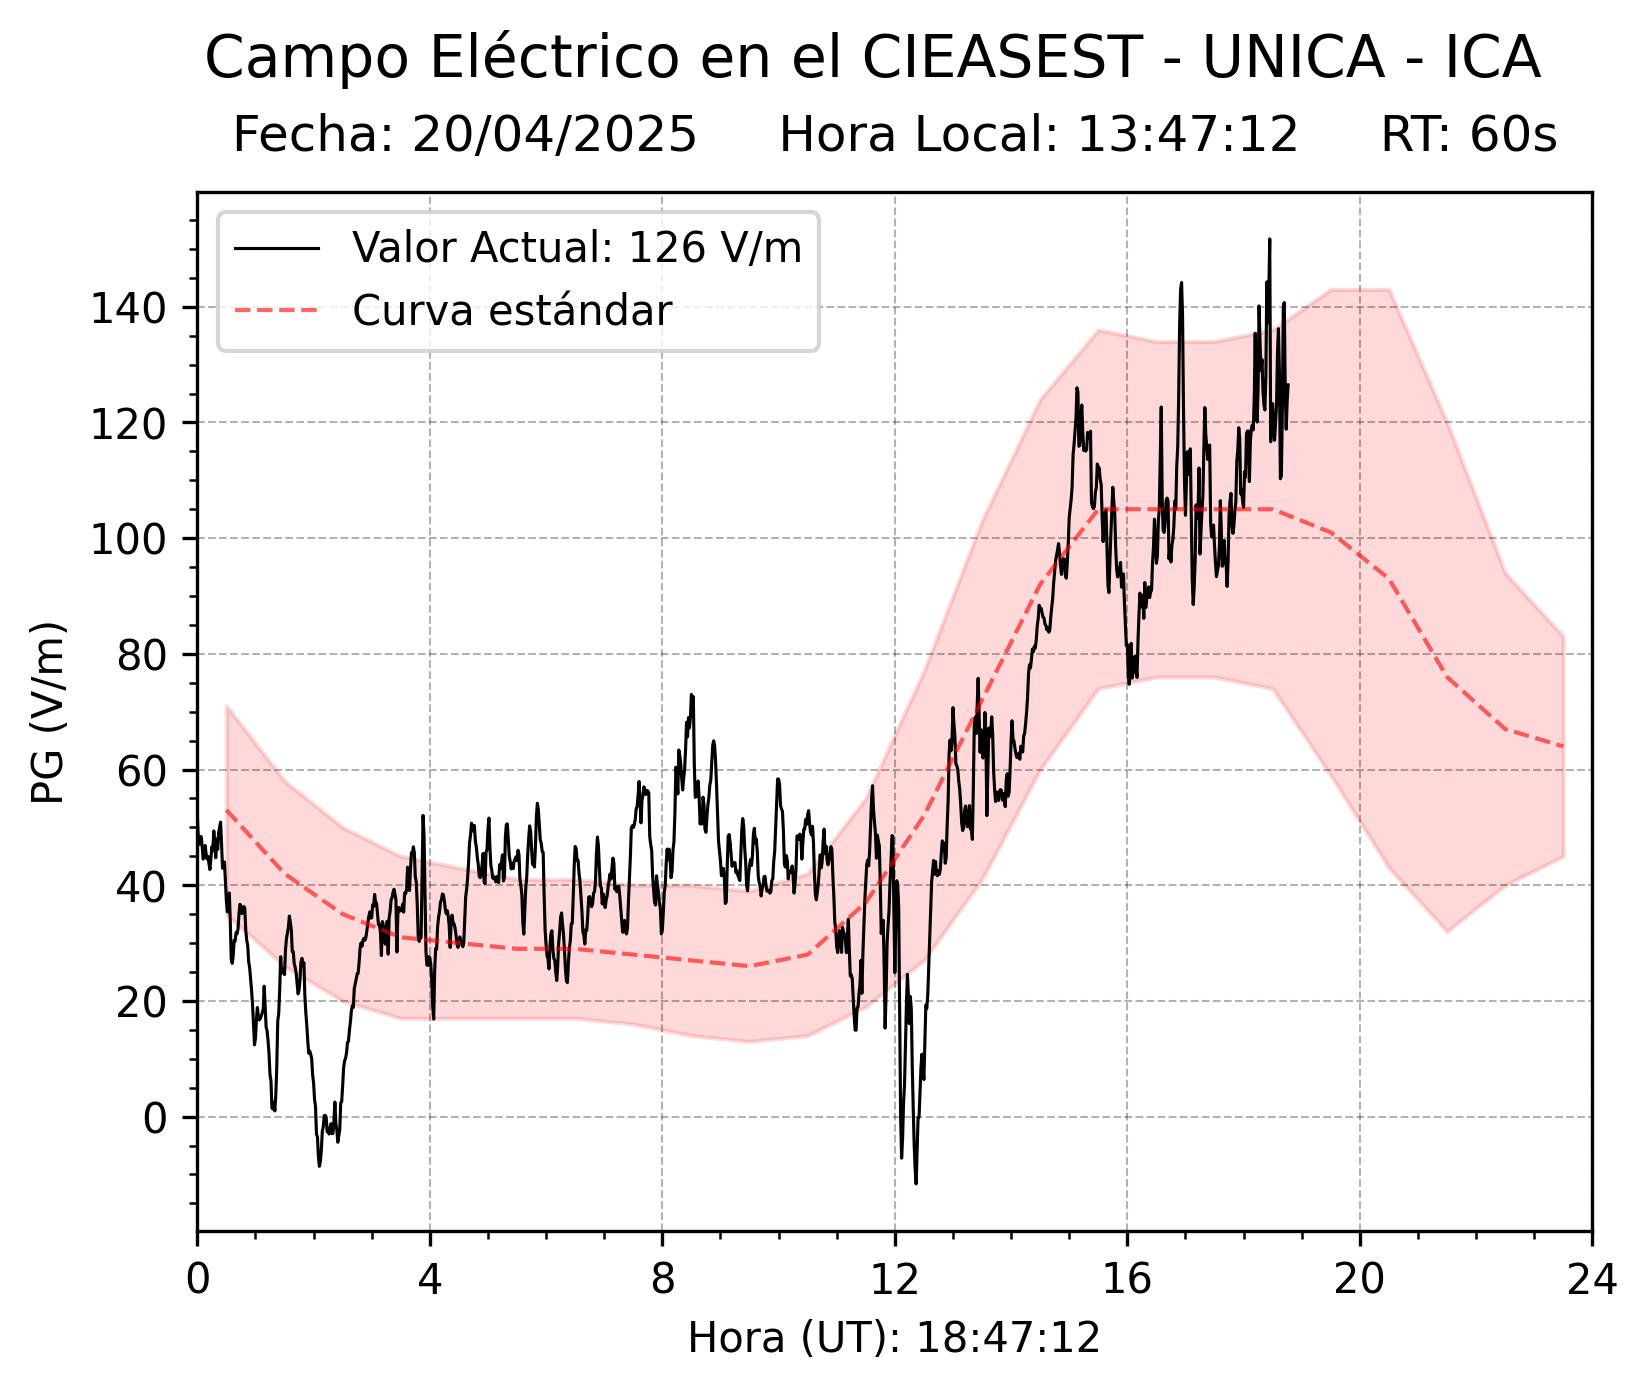 Campo Eléctrico en el CIEASEST - UNICA - ICA
Fecha: 20/04/2025 Hora Local: 13:47:12 RT: 60s
Valor Actual: 126 V/m
Curva estándar
PG (V/m)
140
120
100
80
60
40
20
0
0 4 8 12 16 20 24
Hora (UT): 18:47:12